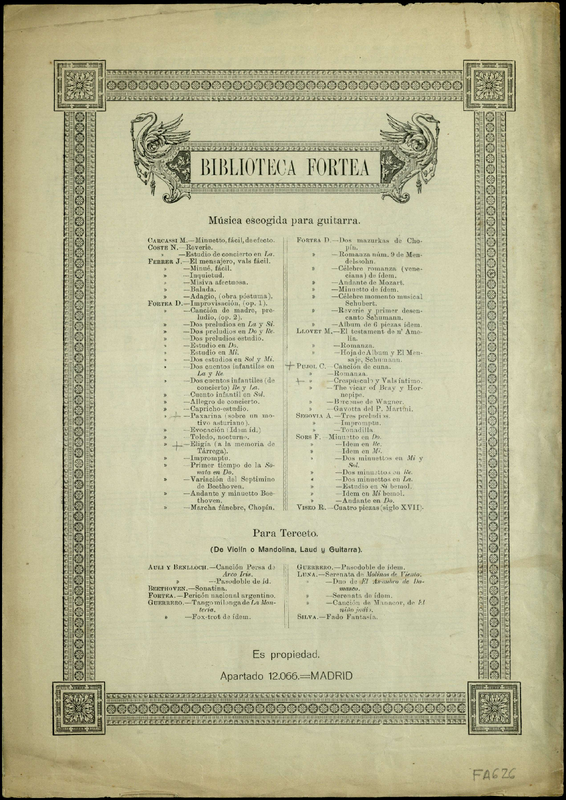 BIBLIOTECA FORTEA
Música escogida para guitarra.
CARCASSI M.—Minuetto, fácil, de efecto.
COSTE N.—Reverie.
» —Estudio de concierto en La.
FERRER J.—El mensajero, vals fácil.
» —Minué, fácil.
» —Inquietud.
» —Misiva afectuosa.
» —Balada.
» —Adagio, (obra póstuma).
FORTEA D.—Improvisación, (op. 1).
» —Canción de madre, preludio, (op. 2).
» —Dos preludios en La y Si.
» —Dos preludios en Do y Re.
» —Dos preludios estudio.
» —Estudio en Do.
» —Estudio en Mi.
» —Dos estudios en Sol y Mi.
» —Dos cuentos infantiles en
La y Re.
» —Dos cuentos infantiles (de
concierto) Re y La.
» —Cuento infantil en Sol.
» —Allegro de concierto.
» —Capricho-estudio.
» —Paxarina (sobre un motivo asturiano).
» —Evocación (Idem id.)
» —Toledo, nocturno.
» —Eligia (a la memoria de
Tárrega).
» —Impromptu.
» —Primer tiempo de la Sonata en Do.
» —Variación del Septimino
de Beethoven.
» —Andante y minuetto Beethoven.
» —Marcha fúnebre, Chopín.
FORTEA D.—Dos mazurkas de Chopin.
» —Romanza núm. 9 de Mendelsohn.
» —Célebre romanza (veneciana) de ídem.
» —Andante de Mozart.
» —Minuetto de ídem.
» —Célebre momento musical
Schubert.
» —Reverie y primer desencanto Schumann.
» —Album de 6 piezas ídem.
LLOVET M.—El testament de n' Amelia.
» —Romanza.
» —Hoja de Album y El Mensaje, Schumann.
PUJOL C.—Canción de cuna.
» —Romanza.
» —Crepúsculo y Vals íntimo.
» The vicar of Bray y Hornepipe.
» —Berceuse de Wagner.
» —Gavotta del P. Martini.
SEGOVIA A.—Tres preludios.
» —Impromptu.
» —Tonadilla.
SORS F.—Minuetto en Do.
» —Idem en Re.
» —Idem en Mi.
» —Dos minuettos en Mi y
Sol.
» —Dos minuettos en Re.
» —Dos minuettos en La.
» —Estudio en Si bemol.
» —Idem en Mi bemol.
» —Andante en Do.
VISEO R.—Cuatro piezas (siglo XVII).
Para Terceto.
(De Violín o Mandolina, Laud y Guitarra).
AULI Y BENLLOCH.—Canción Persa de
Arco Iris.
» —Pasodoble de íd.
BEETHOVEN.—Sonatina.
FORTEA.—Pericón nacional argentino.
GUERRERO.—Tango milonga de La Montería.
» —Fox-trot de ídem.
GUERRERO.—Pasodoble de ídem.
LUNA.—Serenata de Molinos de Viento.
» —Duo de El Asombro de Damasco.
» —Serenata de ídem.
» —Canción de Mansour, de El
niño judío.
SILVA.—Fado Fantasía.
Es propiedad.
Apartado 12.066.=MADRID
FA626